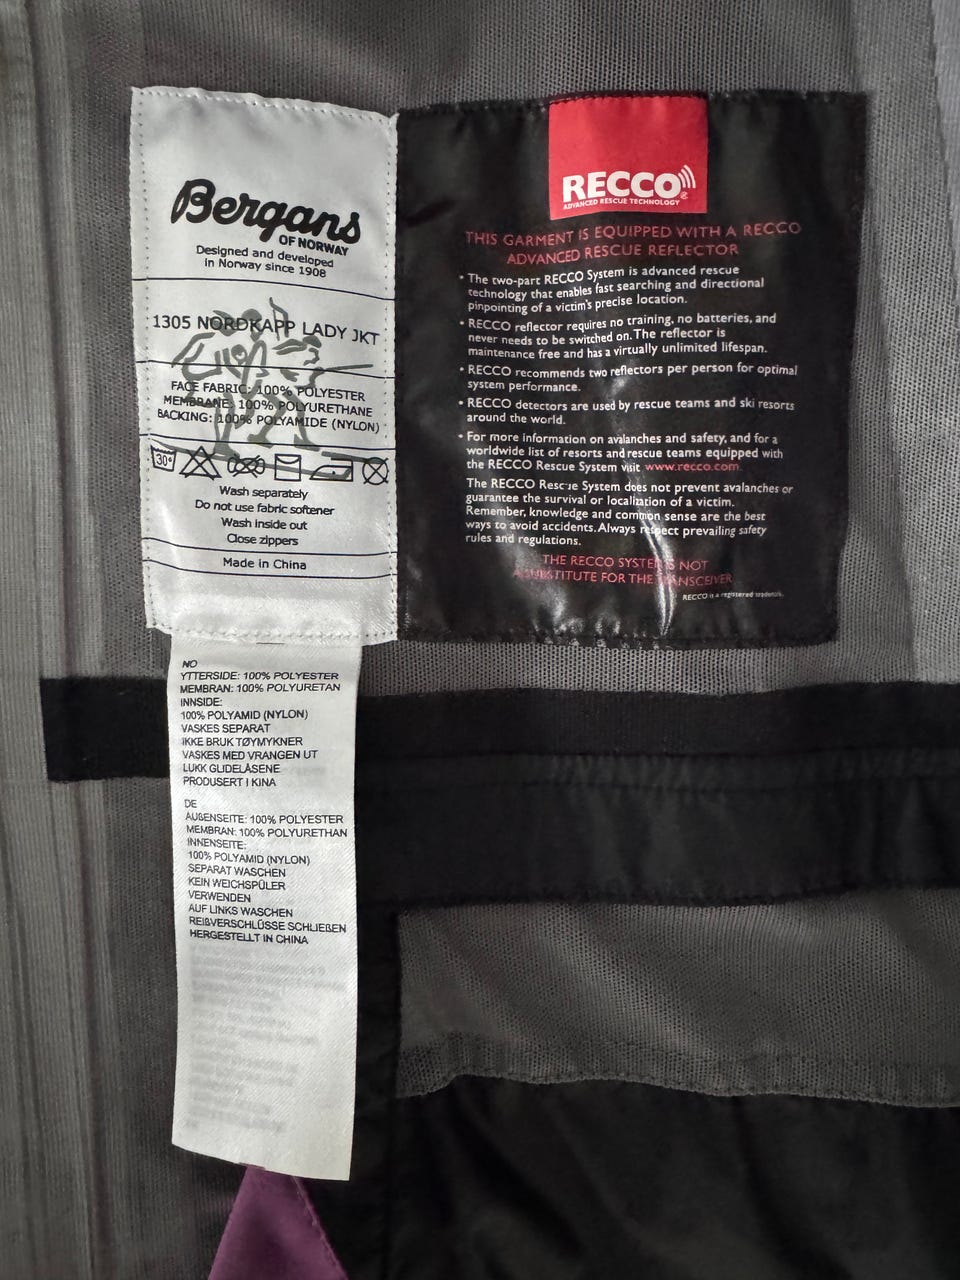 Bergans
OF NORWAY
Designed and developed
in Norway since 1908
1305 NORDKAPP LADY JKT
FACE FABRIC: 100% POLYESTER
MEMBRANE: 100% POLYURETHANE
BACKING: 100% POLYAMIDE (NYLON)
30°
Wash separately
Do not use fabric softener
Wash inside out
Close zippers
Made in China
RECCO
ADVANCED RESCUE TECHNOLOGY
THIS GARMENT IS EQUIPPED WITH A RECCO
ADVANCED RESCUE REFLECTOR
• The two-part RECCO System is advanced rescue
technology that enables fast searching and directional
pinpointing of a victim's precise location.
• RECCO reflector requires no training, no batteries, and
never needs to be switched on. The reflector is
maintenance free and has a virtually unlimited lifespan.
• RECCO recommends two reflectors per person for optimal
system performance.
• RECCO detectors are used by rescue teams and ski resorts
around the world.
• For more information on avalanches and safety, and for a
worldwide list of resorts and rescue teams equipped with
the RECCO Rescue System visit www.recco.com
The RECCO Rescue System does not prevent avalanches or
guarantee the survival or localization of a victim.
Remember, knowledge and common sense are the best
ways to avoid accidents. Always respect prevailing safety
rules and regulations.
THE RECCO SYSTEM IS NOT
A SUBSTITUTE FOR THE TRANSCEIVER
RECCO is a registered trademark.
NO
YTTERSIDE: 100% POLYESTER
MEMBRAN: 100% POLYURETAN
INNSIDE:
100% POLYAMID (NYLON)
VASKES SEPARAT
IKKE BRUK TØYMYKNER
VASKES MED VRANGEN UT
LUKK GLIDELÅSENE
PRODUSERT I KINA
DE
AUßENSEITE: 100% POLYESTER
MEMBRAN: 100% POLYURETHAN
INNENSEITE:
100% POLYAMID (NYLON)
SEPARAT WASCHEN
KEIN WEICHSPÜLER
VERWENDEN
AUF LINKS WASCHEN
REIßVERSCHLÜSSE SCHLIEßEN
HERGESTELLT IN CHINA